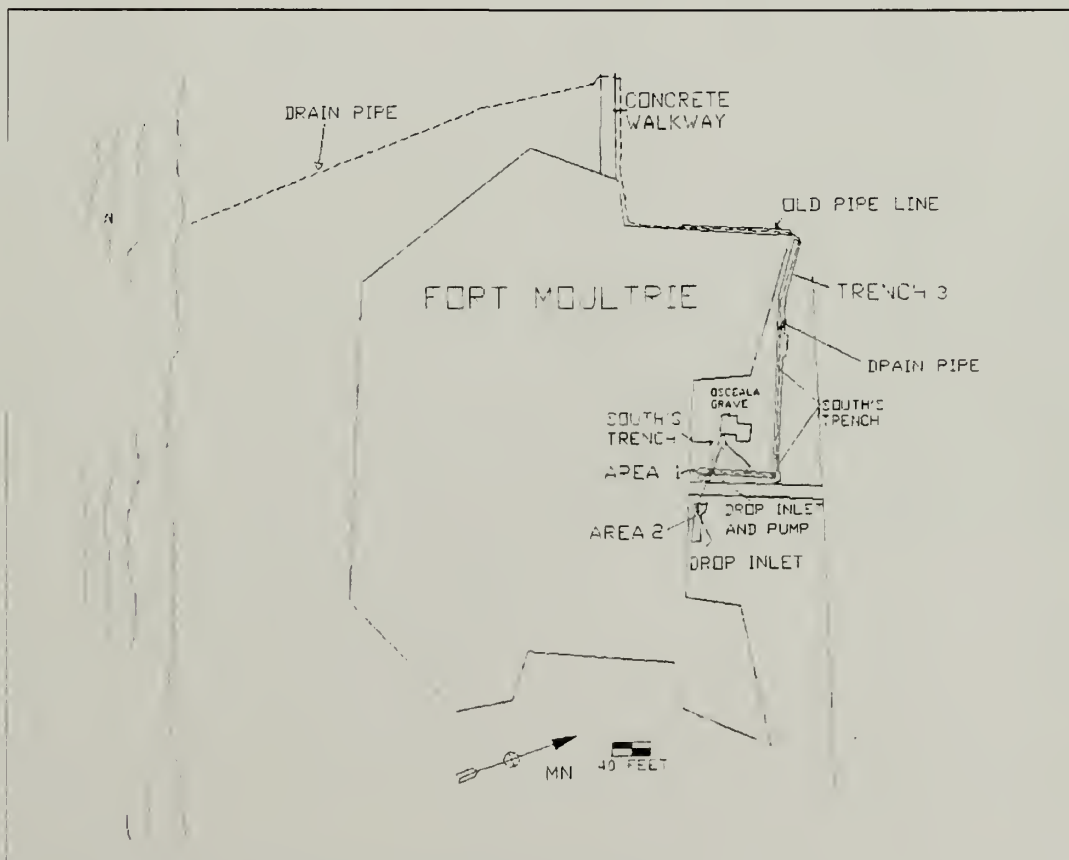 DRAIN PIPE
CONCRETE
WALKWAY
OLD PIPE LINE
FORT MOULTRIE
TRENCH 3
DRAIN PIPE
OSCEALA
GRAVE
SOUTH'S
TRENCH
SOUTH'S
TRENCH
AREA 1
AREA 2
DROP INLET
AND PUMP
DROP INLET
MN
40 FEET